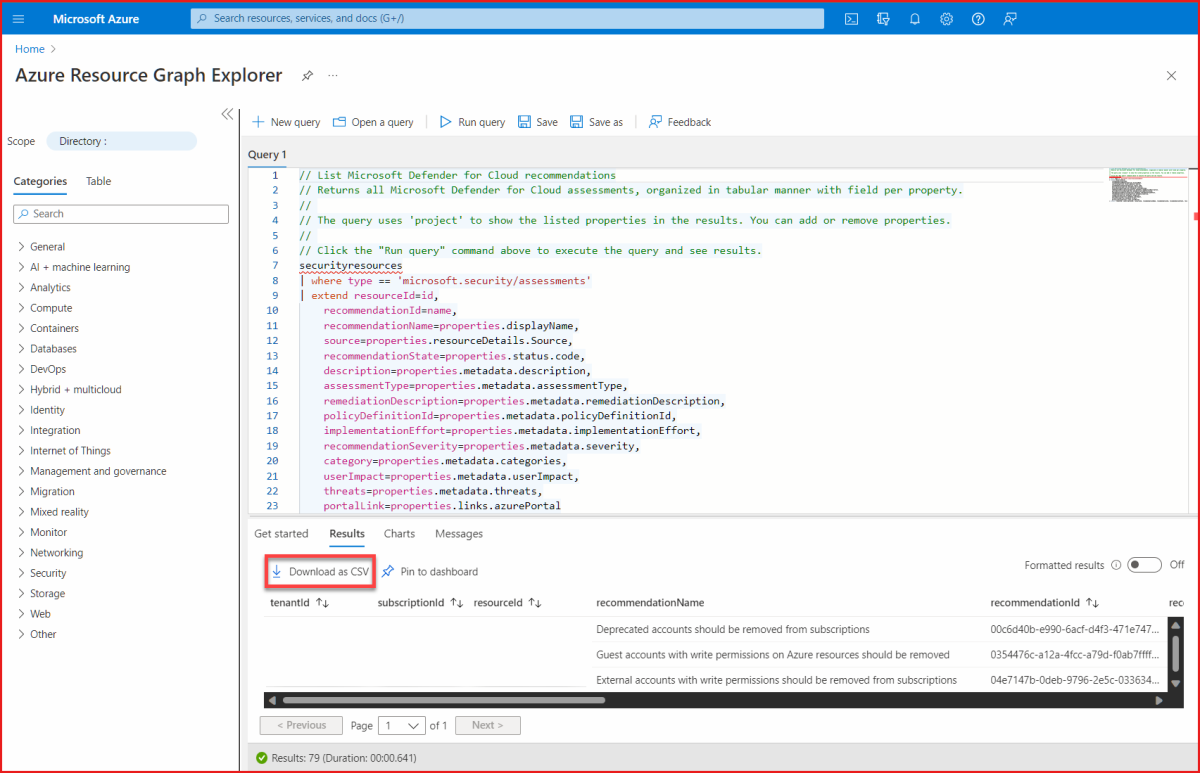 Microsoft Azure
Search resources, services, and docs (G+/)
Home
Azure Resource Graph Explorer
...
Scope
Directory :
Categories
Table
Search
General
AI + machine learning
Analytics
Compute
Containers
Databases
DevOps
Hybrid + multicloud
Identity
Integration
Internet of Things
Management and governance
Migration
Mixed reality
Monitor
Networking
Security
Storage
Web
Other
New query
Open a query
Run query
Save
Save as
Feedback
Query 1
1 // List Microsoft Defender for Cloud recommendations
2 // Returns all Microsoft Defender for Cloud assessments, organized in tabular manner with field per property.
3 //
4 // The query uses 'project' to show the listed properties in the results. You can add or remove properties.
5 //
6 // Click the "Run query" command above to execute the query and see results.
7 securityresources
8 | where type == 'microsoft.security/assessments'
9 | extend resourceId=id,
10 recommendationId=name,
11 recommendationName=properties.displayName,
12 source=properties.resourceDetails.Source,
13 recommendationState=properties.status.code,
14 description=properties.metadata.description,
15 assessmentType=properties.metadata.assessmentType,
16 remediationDescription=properties.metadata.remediationDescription,
17 policyDefinitionId=properties.metadata.policyDefinitionId,
18 implementationEffort=properties.metadata.implementationEffort,
19 recommendationSeverity=properties.metadata.severity,
20 category=properties.metadata.categories,
21 userImpact=properties.metadata.userImpact,
22 threats=properties.metadata.threats,
23 portalLink=properties.links.azurePortal
Get started
Results
Charts
Messages
Download as CSV
Pin to dashboard
Formatted results
Off
tenantId
subscriptionId
resourceId
recommendationName
recommendationId
reco
Deprecated accounts should be removed from subscriptions
00c6d40b-e990-6acf-d4f3-471e747...
Guest accounts with write permissions on Azure resources should be removed
0354476c-a12a-4fcc-a79d-f0ab7ffff...
External accounts with write permissions should be removed from subscriptions
04e7147b-0deb-9796-2e5c-033634...
< Previous
Page
1
of 1
Next >
Results: 79 (Duration: 00:00.641)